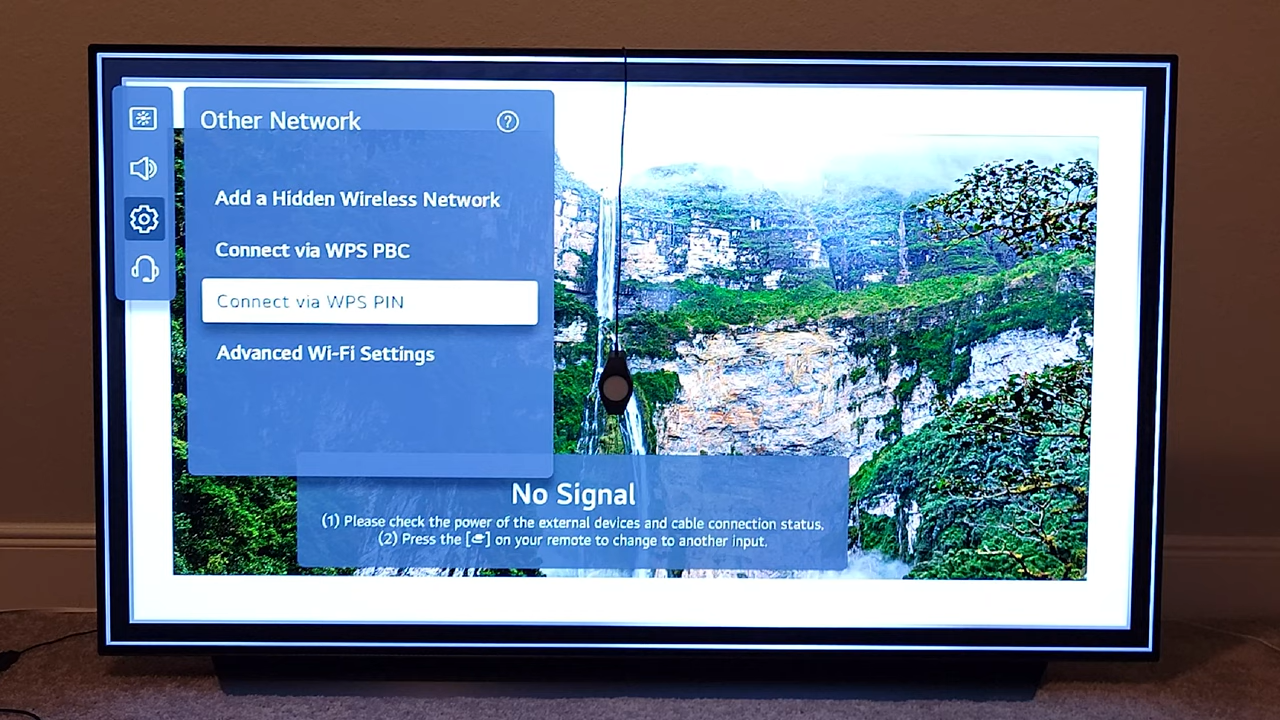 Other Network
?
Add a Hidden Wireless Network
Connect via WPS PBC
Connect via WPS PIN
Advanced Wi-Fi Settings
No Signal
(1) Please check the power of the external devices and cable connection status.
(2) Press the [] on your remote to change to another input.